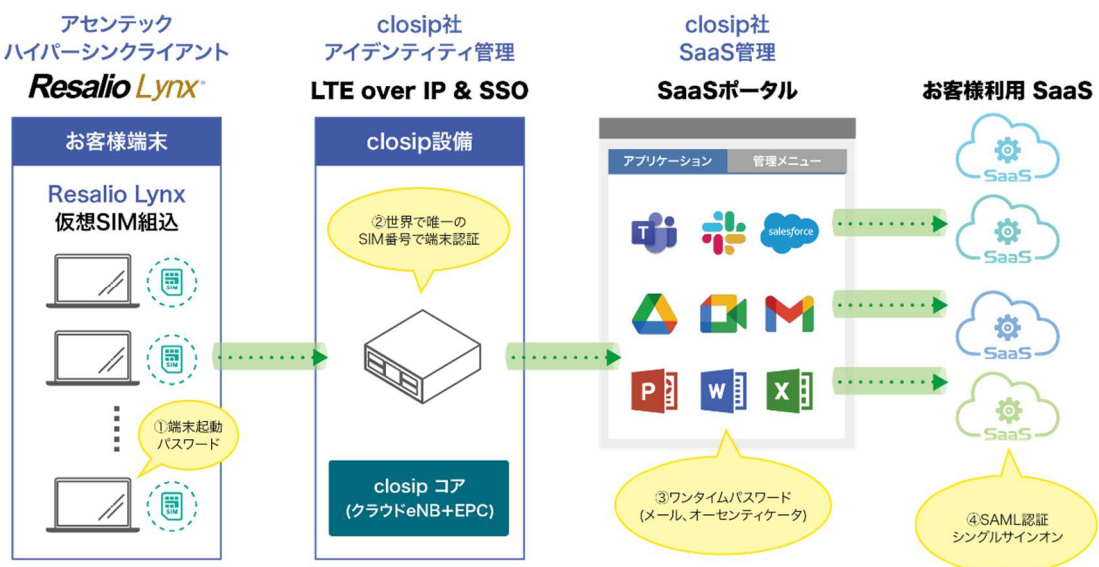 アセンテック
ハイパーシンクライアント
Resalio Lynx
お客様端末
Resalio Lynx
仮想SIM組込
SIM
SIM
①端末起動
パスワード
SIM
closip社
アイデンティティ管理
LTE over IP & SSO
closip設備
②世界で唯一の
SIM番号で端末認証
closip コア
(クラウドeNB+EPC)
closip社
SaaS管理
SaaSポータル
アプリケーション
管理メニュー
T
salesforce
P
W
X
③ワンタイムパスワード
(メール、オーセンティケータ)
お客様利用 SaaS
SaaS
SaaS
SaaS
SaaS
④SAML認証
シングルサインオン